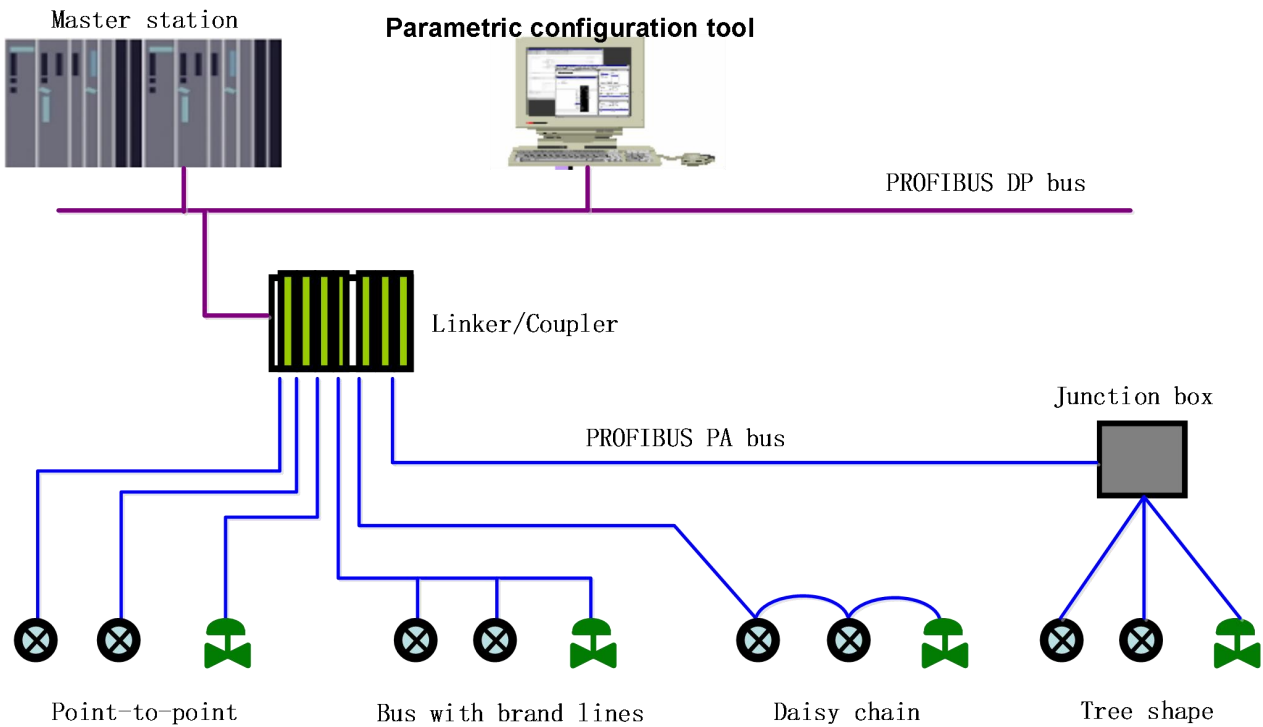 Master station
Parametric configuration tool
PROFIBUS DP bus
Linker/Coupler
Junction box
PROFIBUS PA bus
Point-to-point
Bus with brand lines
Daisy chain
Tree shape